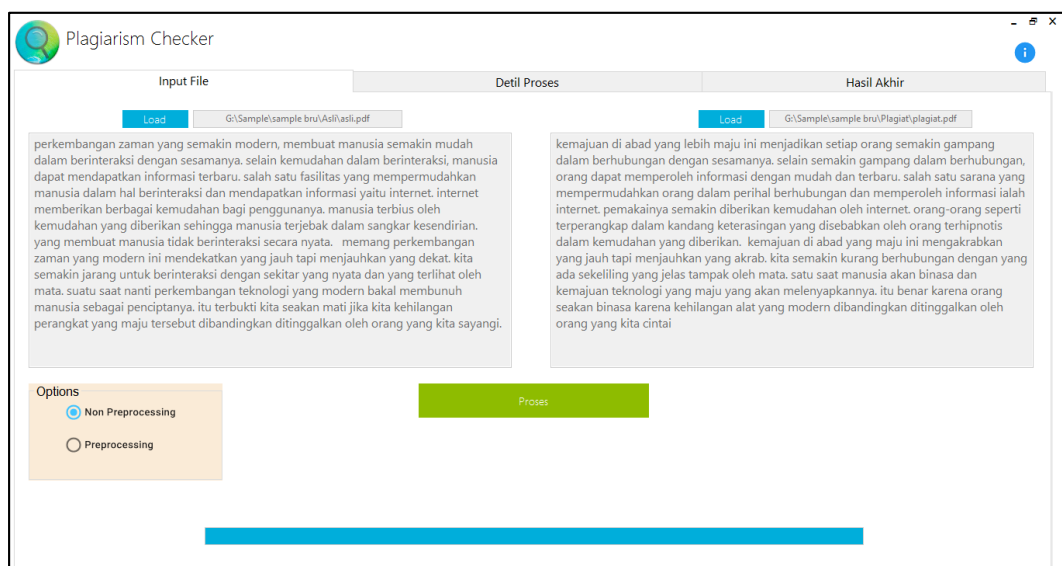 Plagiarism Checker
Input File
Detil Proses
Hasil Akhir
Load
G:\Sample\sample bru\Asli\asli.pdf
perkembangan zaman yang semakin modern, membuat manusia semakin mudah
dalam berinteraksi dengan sesamanya. selain kemudahan dalam berinteraksi, manusia
dapat mendapatkan informasi terbaru. salah satu fasilitas yang mempermudahkan
manusia dalam hal berinteraksi dan mendapatkan informasi yaitu internet. internet
memberikan berbagai kemudahan bagi penggunanya. manusia terbius oleh
kemudahan yang diberikan sehingga manusia terjebak dalam sangkar kesendirian.
yang membuat manusia tidak berinteraksi secara nyata. memang perkembangan
zaman yang modern ini mendekatkan yang jauh tapi menjauhkan yang dekat. kita
semakin jarang untuk berinteraksi dengan sekitar yang nyata dan yang terlihat oleh
mata. suatu saat nanti perkembangan teknologi yang modern bakal membunuh
manusia sebagai penciptanya. itu terbukti kita seakan mati jika kita kehilangan
perangkat yang maju tersebut dibandingkan ditinggalkan oleh orang yang kita sayangi.
Load
G:\Sample\sample bru\Plagiat\plagiat.pdf
kemajuan di abad yang lebih maju ini menjadikan setiap orang semakin gampang
dalam berhubungan dengan sesamanya. selain semakin gampang dalam berhubungan,
orang dapat memperoleh informasi dengan mudah dan terbaru. salah satu sarana yang
mempermudahkan orang dalam perihal berhubungan dan memperoleh informasi ialah
internet. pemakainya semakin diberikan kemudahan oleh internet. orang-orang seperti
terperangkap dalam kandang keterasingan yang disebabkan oleh orang terhipnotis
dalam kemudahan yang diberikan. kemajuan di abad yang maju ini mengakrabkan
yang jauh tapi menjauhkan yang akrab. kita semakin kurang berhubungan dengan yang
ada sekeliling yang jelas tampak oleh mata. satu saat manusia akan binasa dan
kemajuan teknologi yang maju yang akan melenyapkannya. itu benar karena orang
seakan binasa karena kehilangan alat yang modern dibandingkan ditinggalkan oleh
orang yang kita cintai
Options
Non Preprocessing
Preprocessing
Proses